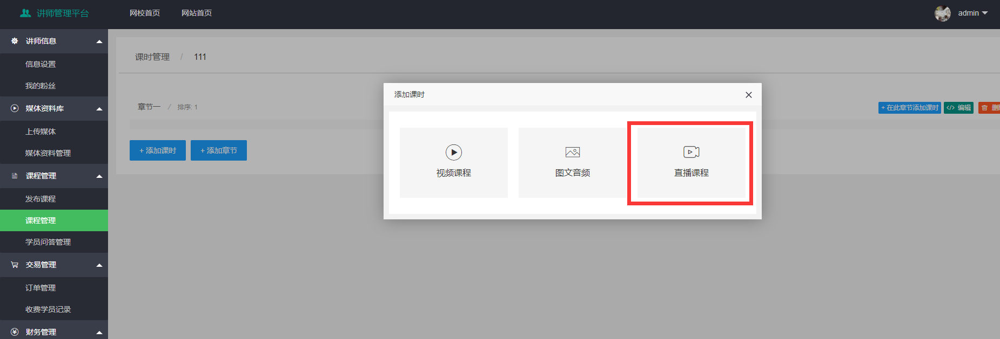 讲师管理平台
网校首页
网站首页
admin
讲师信息
信息设置
我的粉丝
媒体资料库
上传媒体
媒体资料管理
课程管理
发布课程
课程管理
学员问答管理
交易管理
订单管理
收费学员记录
财务管理
课时管理 / 111
章节一 / 排序: 1
+ 在此章节添加课时
</> 编辑
删
+ 添加课时
+ 添加章节
添加课时
视频课程
图文音频
直播课程